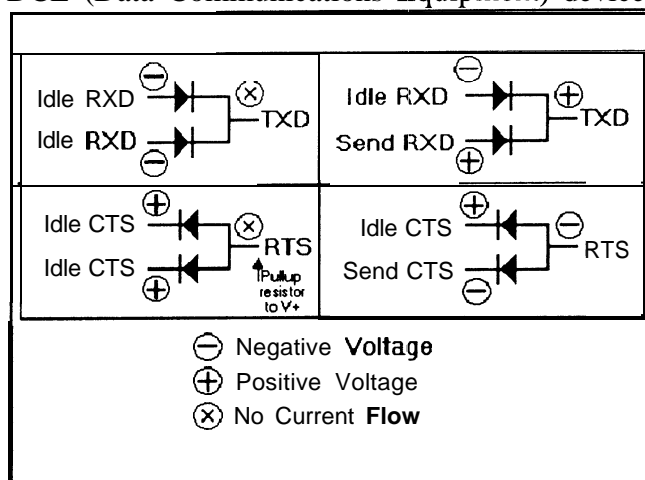 DCE (Data Communications Equipment) device
Idle RXD
Idle RXD
TXD
Idle RXD
Send RXD
TXD
Idle CTS
Idle CTS
RTS
Pullup
resistor
to V+
Idle CTS
Send CTS
RTS
Negative Voltage
Positive Voltage
No Current Flow